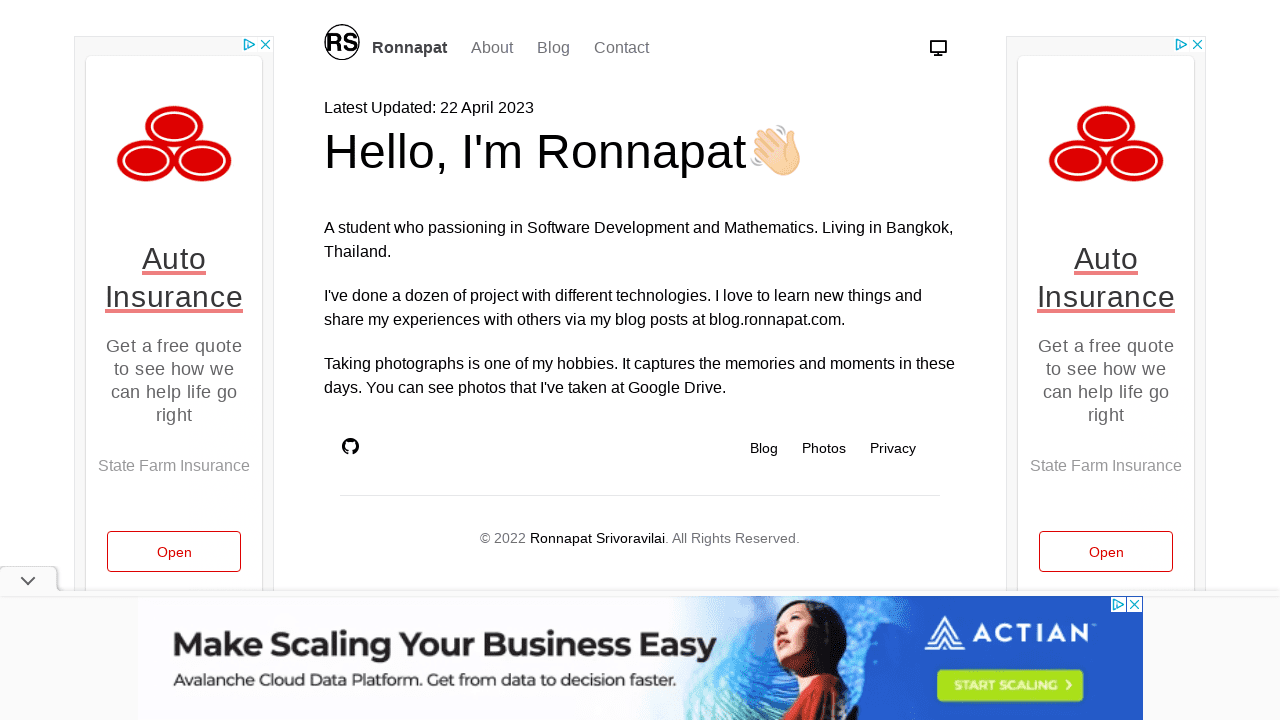 RS
Ronnapat
About
Blog
Contact
Latest Updated: 22 April 2023
Hello, I'm Ronnapat👋🏻
A student who passioning in Software Development and Mathematics. Living in Bangkok,
Thailand.
I've done a dozen of project with different technologies. I love to learn new things and
share my experiences with others via my blog posts at blog.ronnapat.com.
Taking photographs is one of my hobbies. It captures the memories and moments in these
days. You can see photos that I've taken at Google Drive.
Blog
Photos
Privacy
© 2022 Ronnapat Srivoravilai. All Rights Reserved.
Auto
Insurance
Get a free quote
to see how we
can help life go
right
State Farm Insurance
Open
Auto
Insurance
Get a free quote
to see how we
can help life go
right
State Farm Insurance
Open
Make Scaling Your Business Easy
Avalanche Cloud Data Platform. Get from data to decision faster.
ACTIAN™
START SCALING